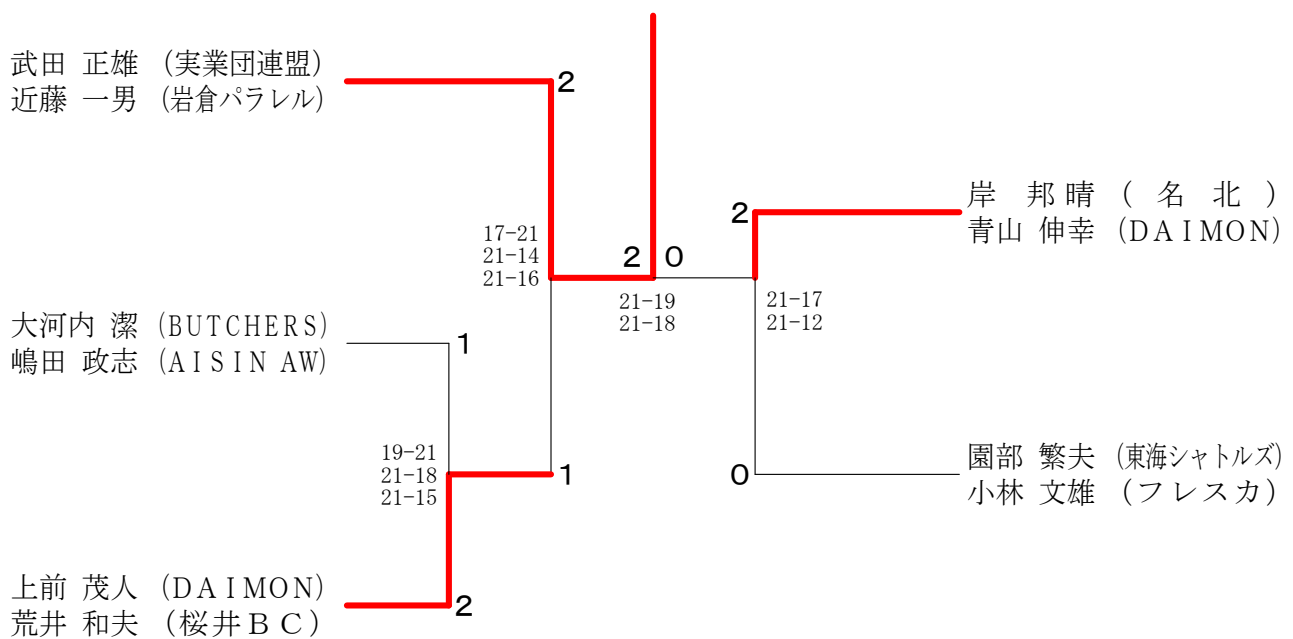 武田 正雄 (実業団連盟)
近藤 一男 (岩倉パラレル)
2
岸 邦晴 ( 名 北 )
青山 伸幸 (DAIMON)
2
17-21
21-14
21-16
2 0
21-19
21-18
21-17
21-12
大河内 潔 (BUTCHERS)
嶋田 政志 (AISIN AW)
1
19-21
21-18
21-15
1
0
園部 繁夫 (東海シャトルズ)
小林 文雄 (フレスカ)
上前 茂人 (DAIMON)
荒井 和夫 (桜井BC)
2